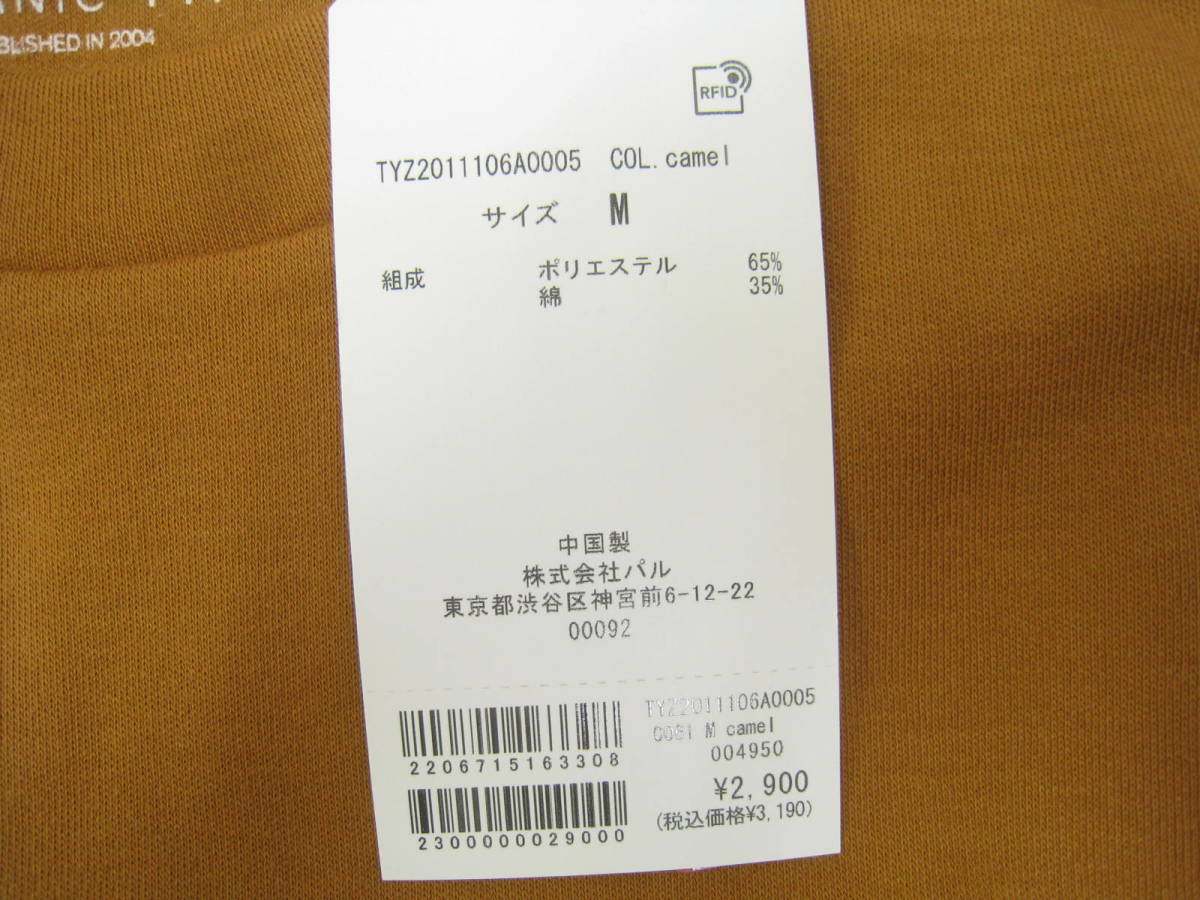 BLISHED IN 2004
RFID
TYZ2011106A0005 COL.camel
サイズ M
組成 ポリエステル 65%
綿 35%
中国製
株式会社パル
東京都渋谷区神宮前6-12-22
00092
TYZ2011106A0005
M camel
004950
2206715163308
¥2,900
(税込価格¥3,190)
2300000029000